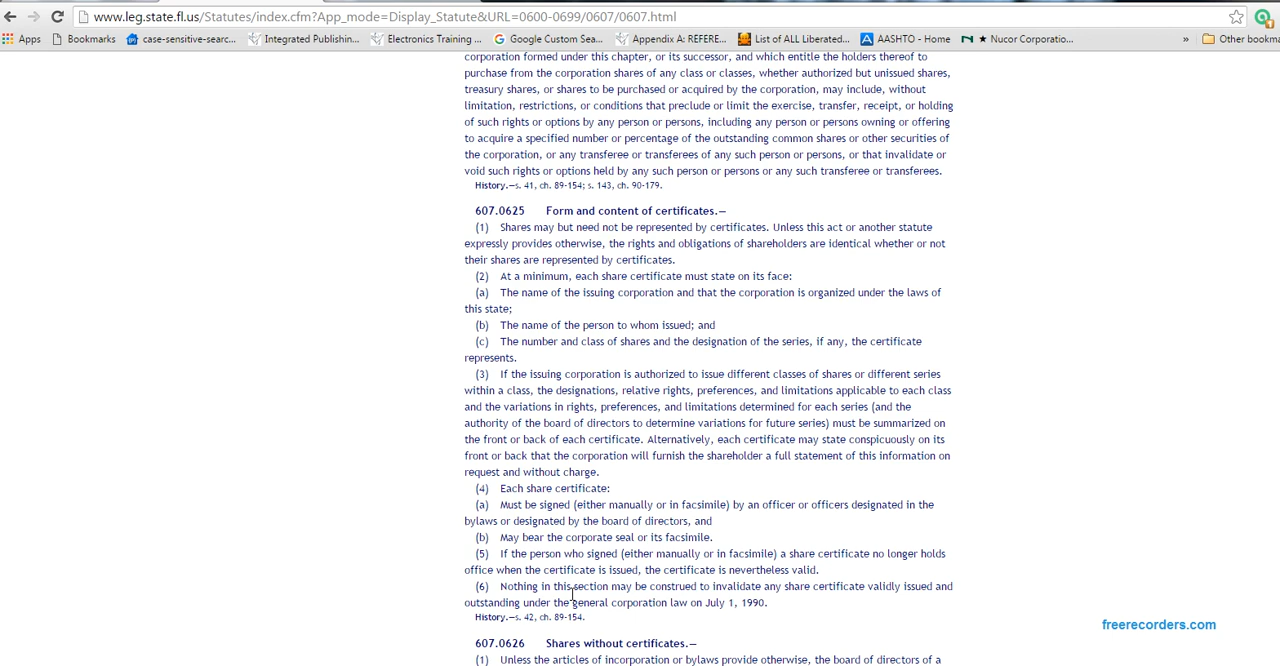 www.leg.state.fl.us/Statutes/index.cfm?App_mode=Display_Statute&URL=0600-0699/0607/0607.html
Apps Bookmarks case-sensitive-searc... Integrated Publishin... Electronics Training ... Google Custom Sea... Appendix A: REFERE... List of ALL Liberated... AASHTO - Home ★ Nucor Corporatio... » Other bookma
corporation formed under this chapter, or its successor, and which entitle the holders thereof to
purchase from the corporation shares of any class or classes, whether authorized but unissued shares,
treasury shares, or shares to be purchased or acquired by the corporation, may include, without
limitation, restrictions, or conditions that preclude or limit the exercise, transfer, receipt, or holding
of such rights or options by any person or persons, including any person or persons owning or offering
to acquire a specified number or percentage of the outstanding common shares or other securities of
the corporation, or any transferee or transferees of any such person or persons, or that invalidate or
void such rights or options held by any such person or persons or any such transferee or transferees.
History.—s. 41, ch. 89-154; s. 143, ch. 90-179.
607.0625 Form and content of certificates.—
(1) Shares may but need not be represented by certificates. Unless this act or another statute
expressly provides otherwise, the rights and obligations of shareholders are identical whether or not
their shares are represented by certificates.
(2) At a minimum, each share certificate must state on its face:
(a) The name of the issuing corporation and that the corporation is organized under the laws of
this state;
(b) The name of the person to whom issued; and
(c) The number and class of shares and the designation of the series, if any, the certificate
represents.
(3) If the issuing corporation is authorized to issue different classes of shares or different series
within a class, the designations, relative rights, preferences, and limitations applicable to each class
and the variations in rights, preferences, and limitations determined for each series (and the
authority of the board of directors to determine variations for future series) must be summarized on
the front or back of each certificate. Alternatively, each certificate may state conspicuously on its
front or back that the corporation will furnish the shareholder a full statement of this information on
request and without charge.
(4) Each share certificate:
(a) Must be signed (either manually or in facsimile) by an officer or officers designated in the
bylaws or designated by the board of directors, and
(b) May bear the corporate seal or its facsimile.
(5) If the person who signed (either manually or in facsimile) a share certificate no longer holds
office when the certificate is issued, the certificate is nevertheless valid.
(6) Nothing in this section may be construed to invalidate any share certificate validly issued and
outstanding under the general corporation law on July 1, 1990.
History.—s. 42, ch. 89-154.
freerecorders.com
607.0626 Shares without certificates.—
(1) Unless the articles of incorporation or bylaws provide otherwise, the board of directors of a